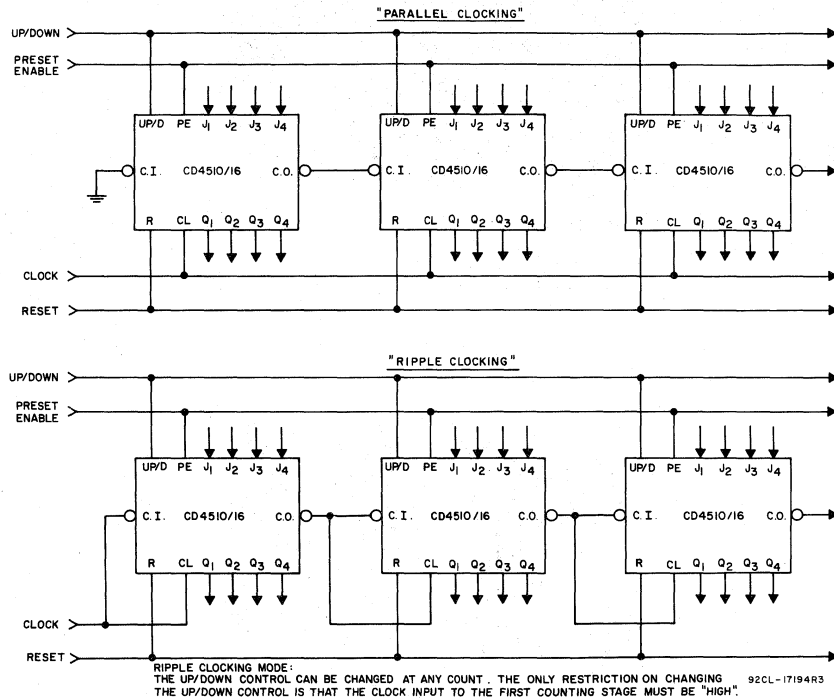 "PARALLEL CLOCKING"
UP/DOWN
PRESET
ENABLE
UP/D PE J1 J2 J3 J4
C.I. CD4510/16 C.O.
R CL Q1 Q2 Q3 Q4
UP/D PE J1 J2 J3 J4
C.I. CD4510/16 C.O.
R CL Q1 Q2 Q3 Q4
UP/D PE J1 J2 J3 J4
C.I. CD4510/16 C.O.
R CL Q1 Q2 Q3 Q4
CLOCK
RESET
"RIPPLE CLOCKING"
UP/DOWN
PRESET
ENABLE
UP/D PE J1 J2 J3 J4
C.I. CD4510/16 C.O.
R CL Q1 Q2 Q3 Q4
UP/D PE J1 J2 J3 J4
C.I. CD4510/16 C.O.
R CL Q1 Q2 Q3 Q4
UP/D PE J1 J2 J3 J4
C.I. CD4510/16 C.O.
R CL Q1 Q2 Q3 Q4
CLOCK
RESET
RIPPLE CLOCKING MODE:
THE UP/DOWN CONTROL CAN BE CHANGED AT ANY COUNT. THE ONLY RESTRICTION ON CHANGING
THE UP/DOWN CONTROL IS THAT THE CLOCK INPUT TO THE FIRST COUNTING STAGE MUST BE "HIGH".
92CL-17194R3